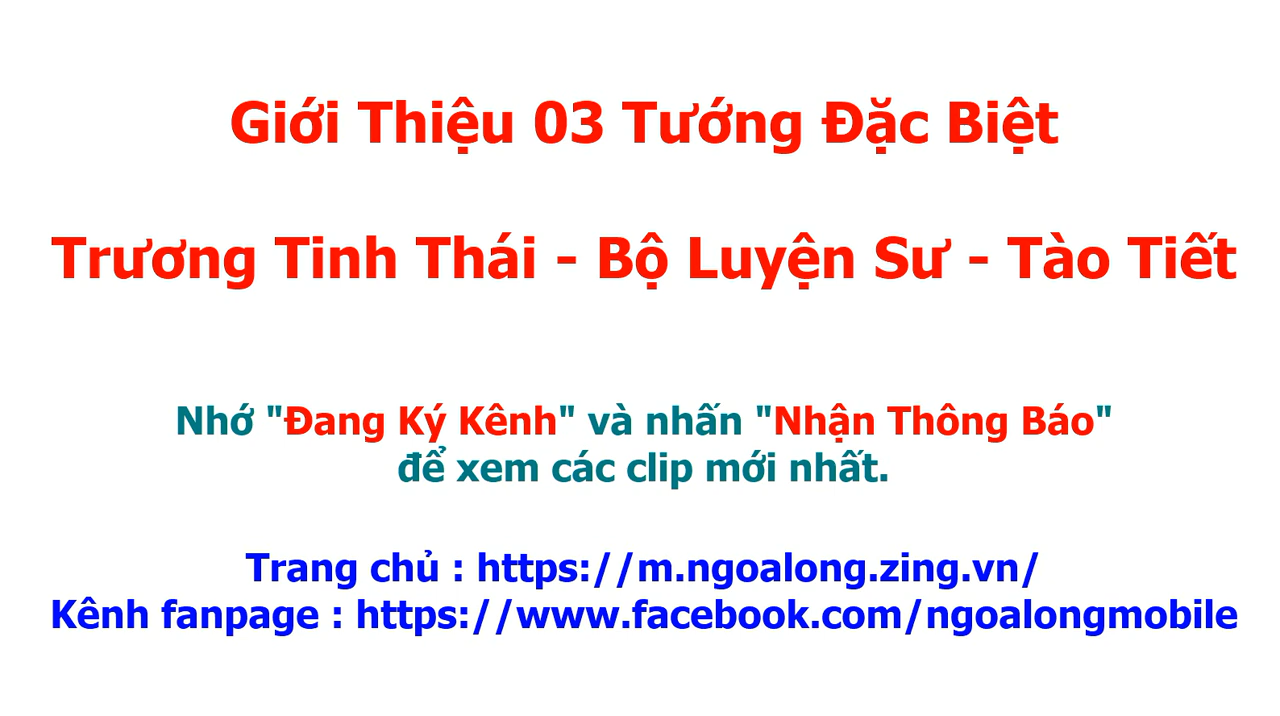 Giới Thiệu 03 Tướng Đặc Biệt
Trương Tinh Thái - Bộ Luyện Sư - Tào Tiết
Nhớ "Đang Ký Kênh" và nhấn "Nhận Thông Báo"
để xem các clip mới nhất.
Trang chủ : https://m.ngoalong.zing.vn/
Kênh fanpage : https://www.facebook.com/ngoalongmobile